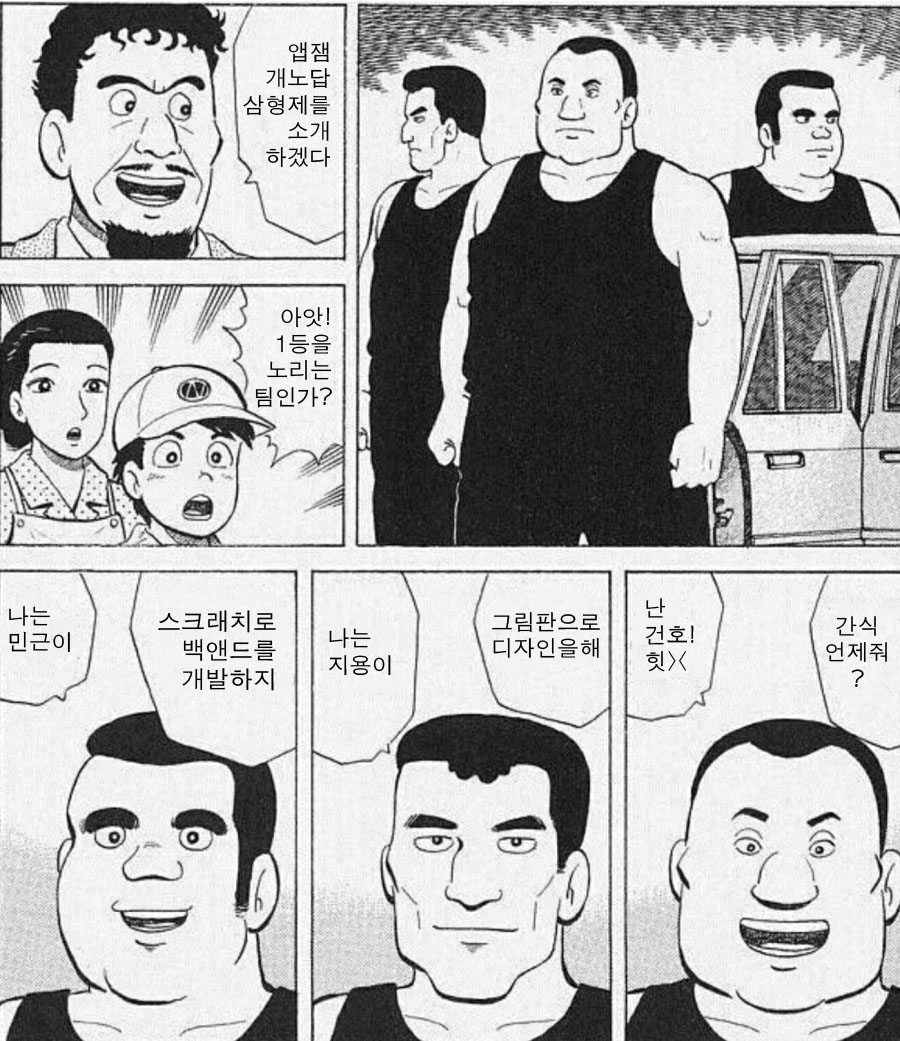 앱잼
개노답
삼형제를
소개
하겠다
아앗!
1등을
노리는
팀인가?
나는
민근이
스크래치로
백앤드를
개발하지
나는
지용이
그림판으로
디자인을해
난
건호!
힛><
간식
언제줘
?